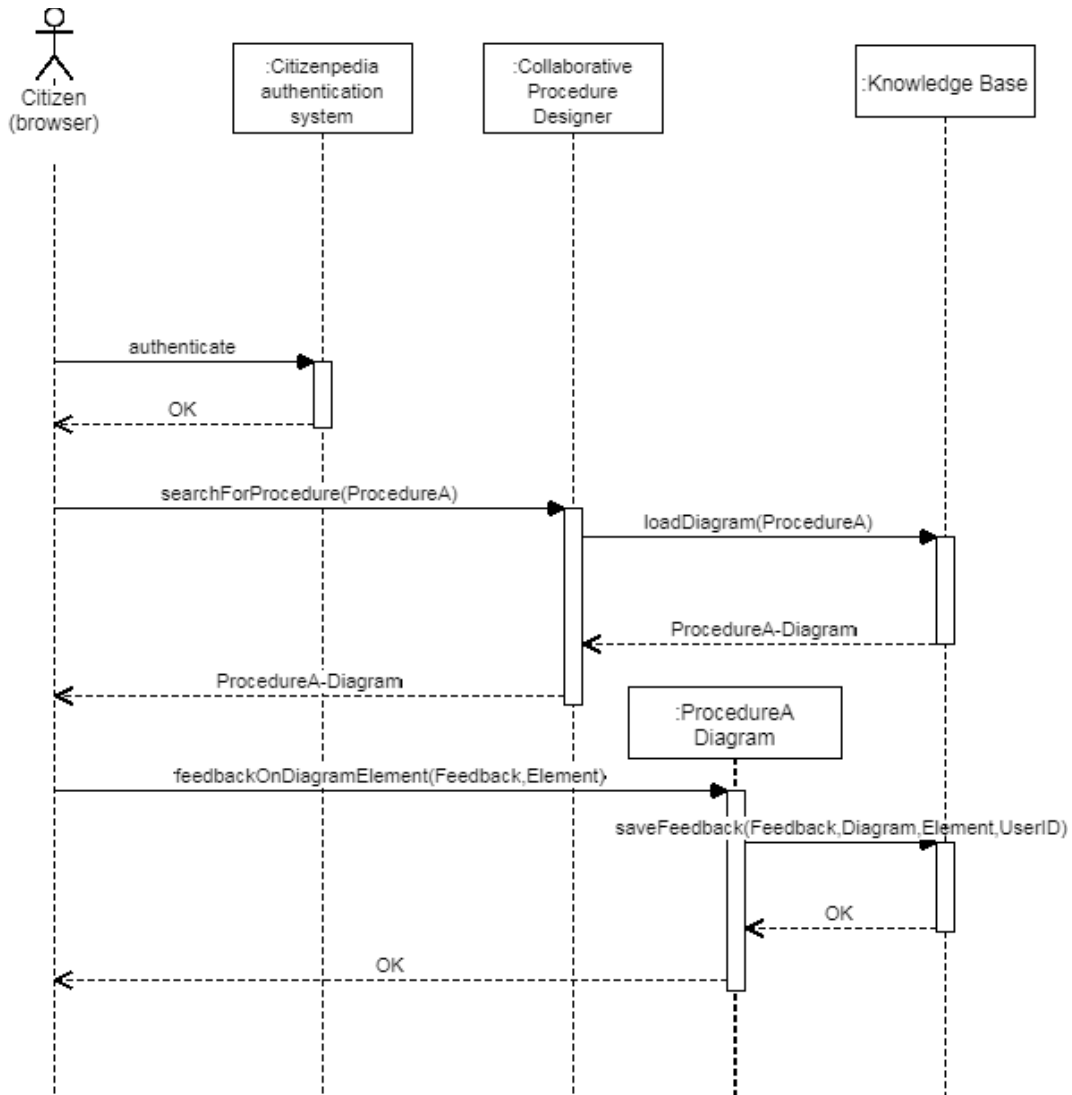 Citizen
(browser)
:Citizenpedia
authentication
system
:Collaborative
Procedure
Designer
:Knowledge Base
authenticate
OK
searchForProcedure(ProcedureA)
loadDiagram(ProcedureA)
ProcedureA-Diagram
ProcedureA-Diagram
:ProcedureA
Diagram
feedbackOnDiagramElement(Feedback,Element)
saveFeedback(Feedback,Diagram,Element,UserID)
OK
OK